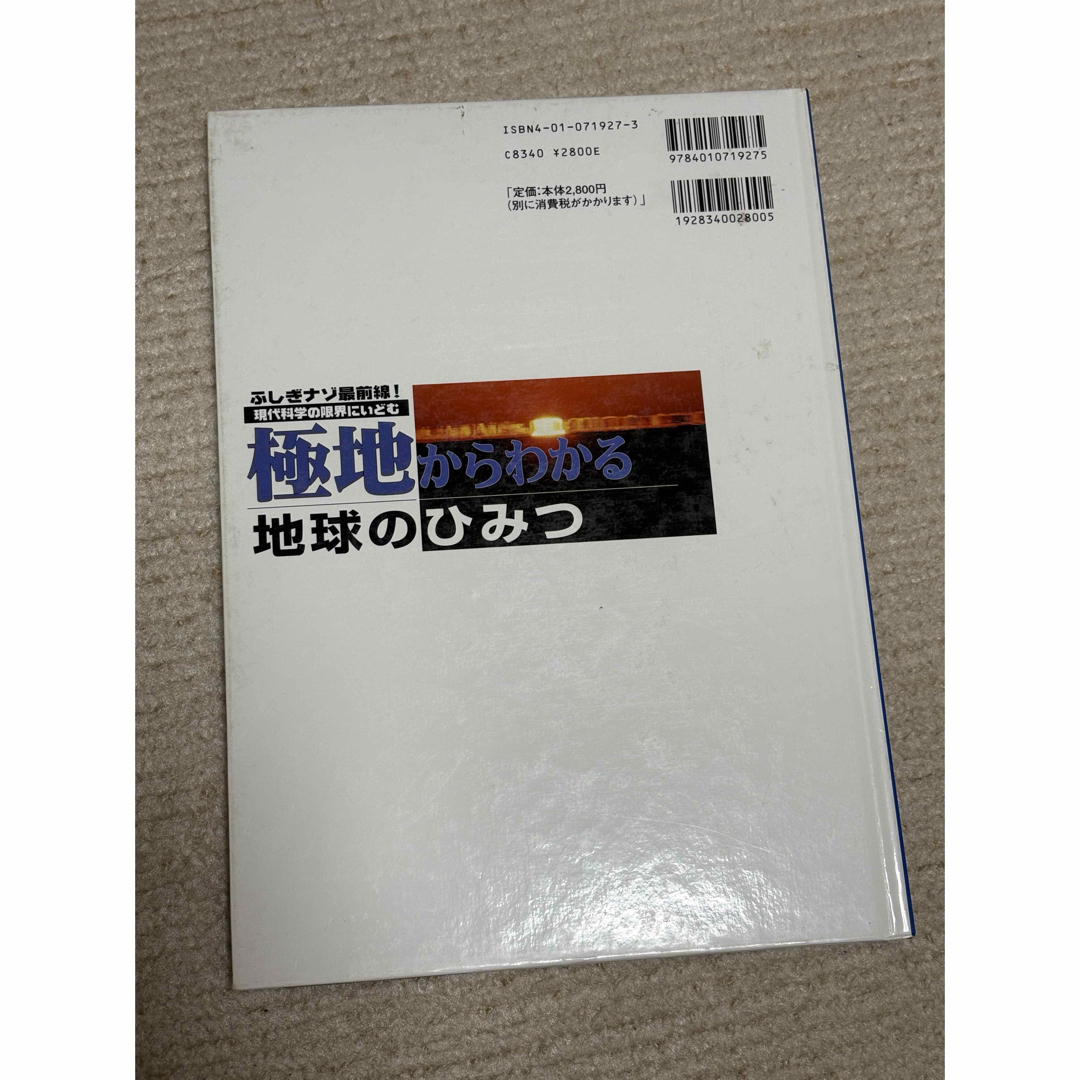 ISBN4-01-071927-3
C8340 ¥2800E
「定価:本体2,800円
(別に消費税がかかります)」
9784010719275
1928340028005
ふしぎナゾ最前線!
現代科学の限界にいどむ
極地からわかる
地球のひみつ